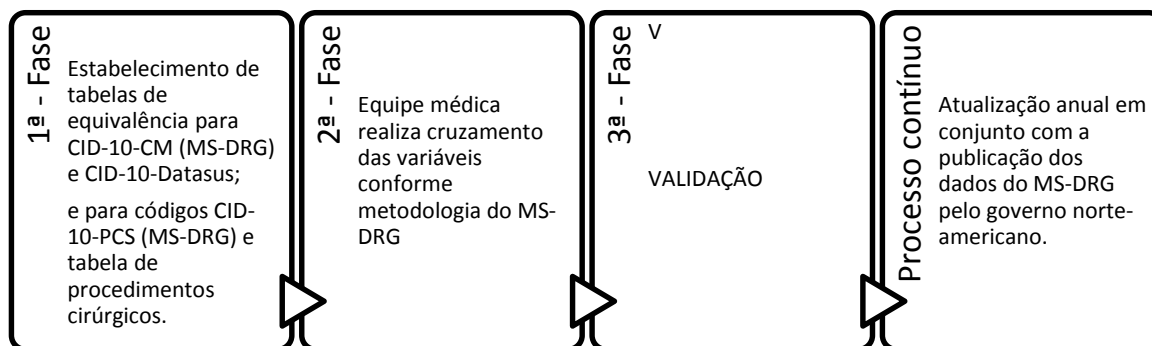 1ª - Fase
Estabelecimento de
tabelas de
equivalência para
CID-10-CM (MS-DRG)
e CID-10-Datasus;
e para códigos CID-
10-PCS (MS-DRG) e
tabela de
procedimentos
cirúrgicos.
2ª - Fase
Equipe médica
realiza cruzamento
das variáveis
conforme
metodologia do MS-
DRG
3ª - Fase
V
VALIDAÇÃO
Processo contínuo
Atualização anual em
conjunto com a
publicação dos
dados do MS-DRG
pelo governo norte-
americano.